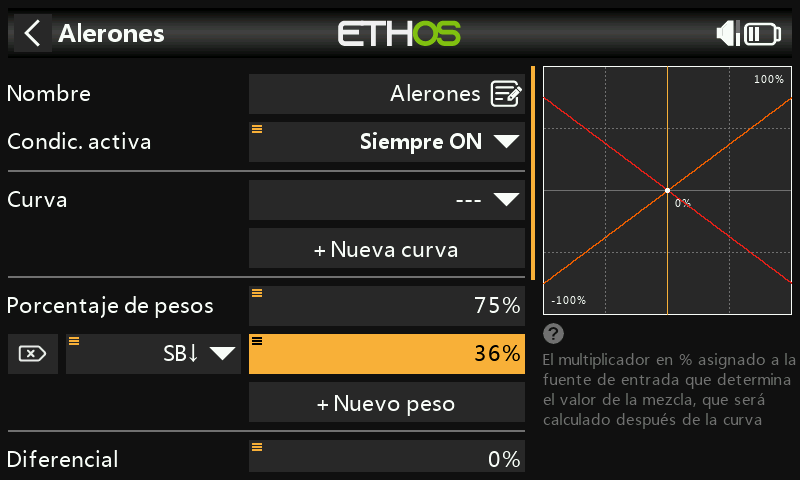 Alerones
ETHOS
Nombre
Alerones
Condic. activa
Siempre ON
Curva
---
+ Nueva curva
Porcentaje de pesos
75%
SB↓
36%
+ Nuevo peso
Diferencial
0%
100%
0%
-100%
?
El multiplicador en % asignado a la
fuente de entrada que determina
el valor de la mezcla, que será
calculado después de la curva